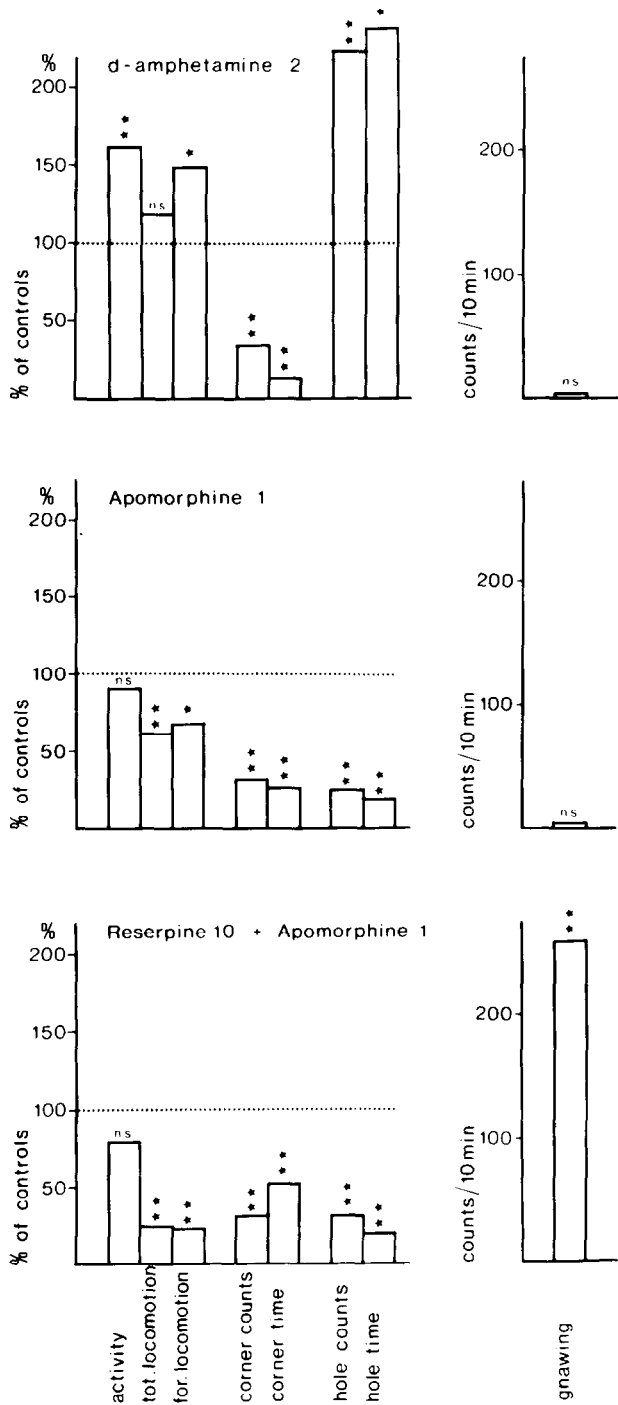 % d-amphetamine 2
200
150
100
50
% of controls
ns
200
100
counts/10 min
ns
% Apomorphine 1
200
150
100
50
% of controls
ns
200
100
counts/10 min
ns
% Reserpine 10 + Apomorphine 1
200
150
100
50
% of controls
ns
200
100
counts/10 min
activity
tot. locomotion
for. locomotion
corner counts
corner time
hole counts
hole time
gnawing